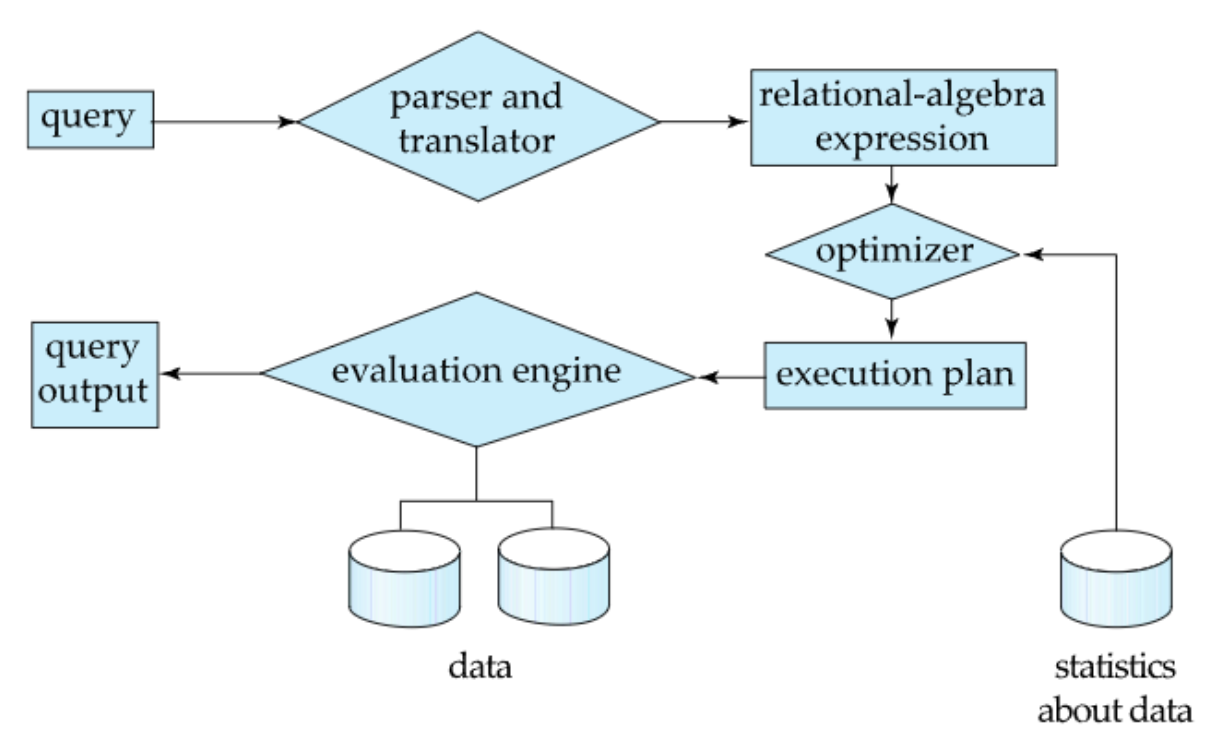 query
parser and
translator
relational-algebra
expression
optimizer
execution plan
evaluation engine
query
output
data
statistics
about data